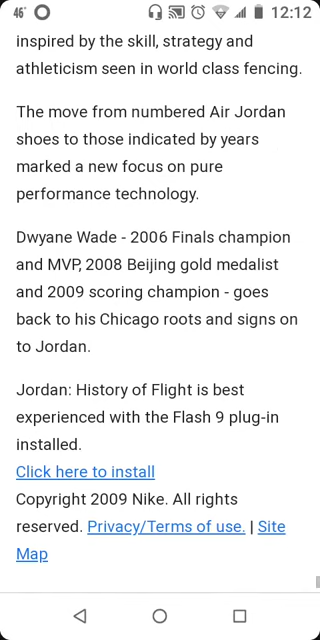 46° 12:12
inspired by the skill, strategy and
athleticism seen in world class fencing.
The move from numbered Air Jordan
shoes to those indicated by years
marked a new focus on pure
performance technology.
Dwyane Wade - 2006 Finals champion
and MVP, 2008 Beijing gold medalist
and 2009 scoring champion - goes
back to his Chicago roots and signs on
to Jordan.
Jordan: History of Flight is best
experienced with the Flash 9 plug-in
installed.
Click here to install
Copyright 2009 Nike. All rights
reserved. Privacy/Terms of use. | Site
Map